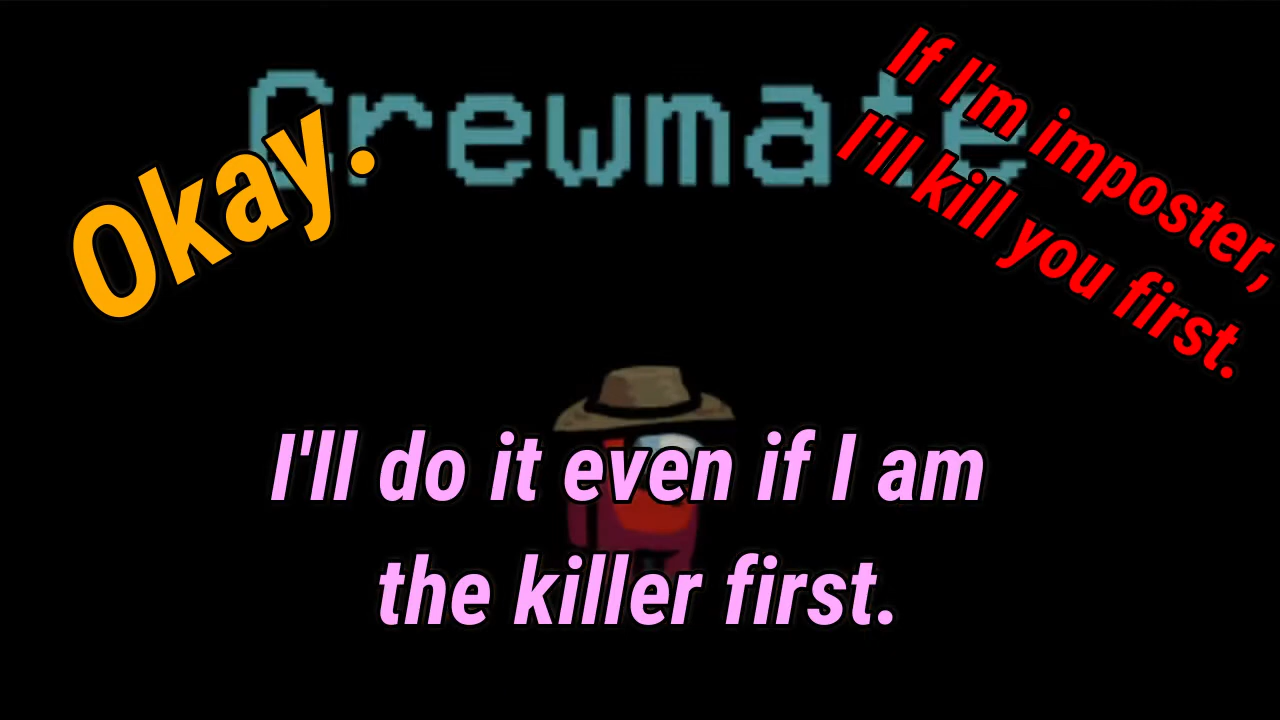 Crewmate
Okay.
If I'm imposter,
I'll kill you first.
I'll do it even if I am
the killer first.